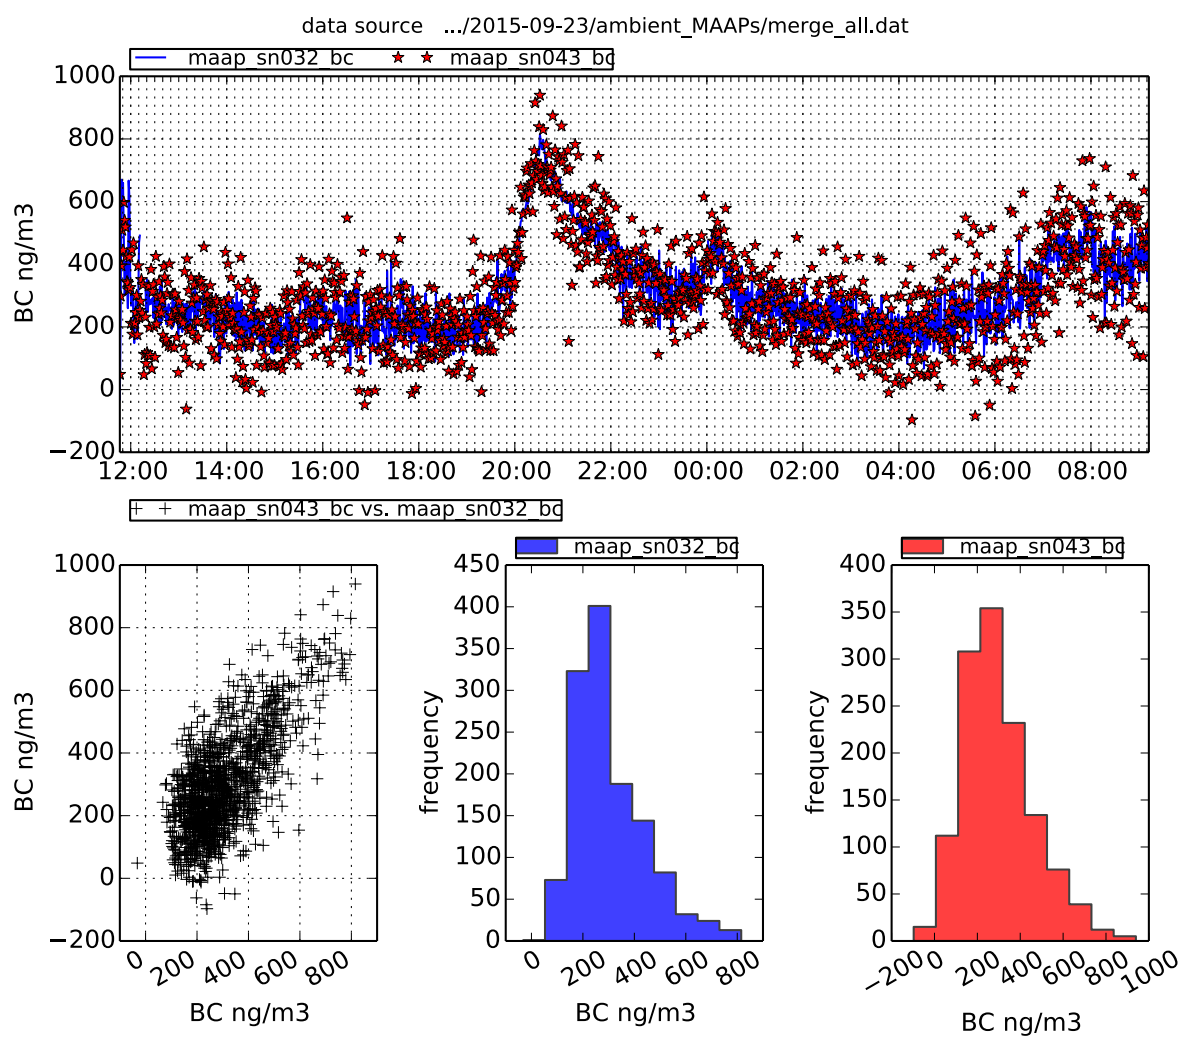 data source   .../2015-09-23/ambient_MAAPs/merge_all.dat
maap_sn032_bc   maap_sn043_bc
1000
800
600
400
200
0
−200
BC ng/m3
12:00 14:00 16:00 18:00 20:00 22:00 00:00 02:00 04:00 06:00 08:00
maap_sn043_bc vs. maap_sn032_bc
1000
800
600
400
200
0
−200
BC ng/m3
0 200 400 600 800
BC ng/m3
maap_sn032_bc
450
400
350
300
250
200
150
100
50
0
frequency
0 200 400 600 800
BC ng/m3
maap_sn043_bc
400
350
300
250
200
150
100
50
0
frequency
−200 0 200 400 600 800 1000
BC ng/m3